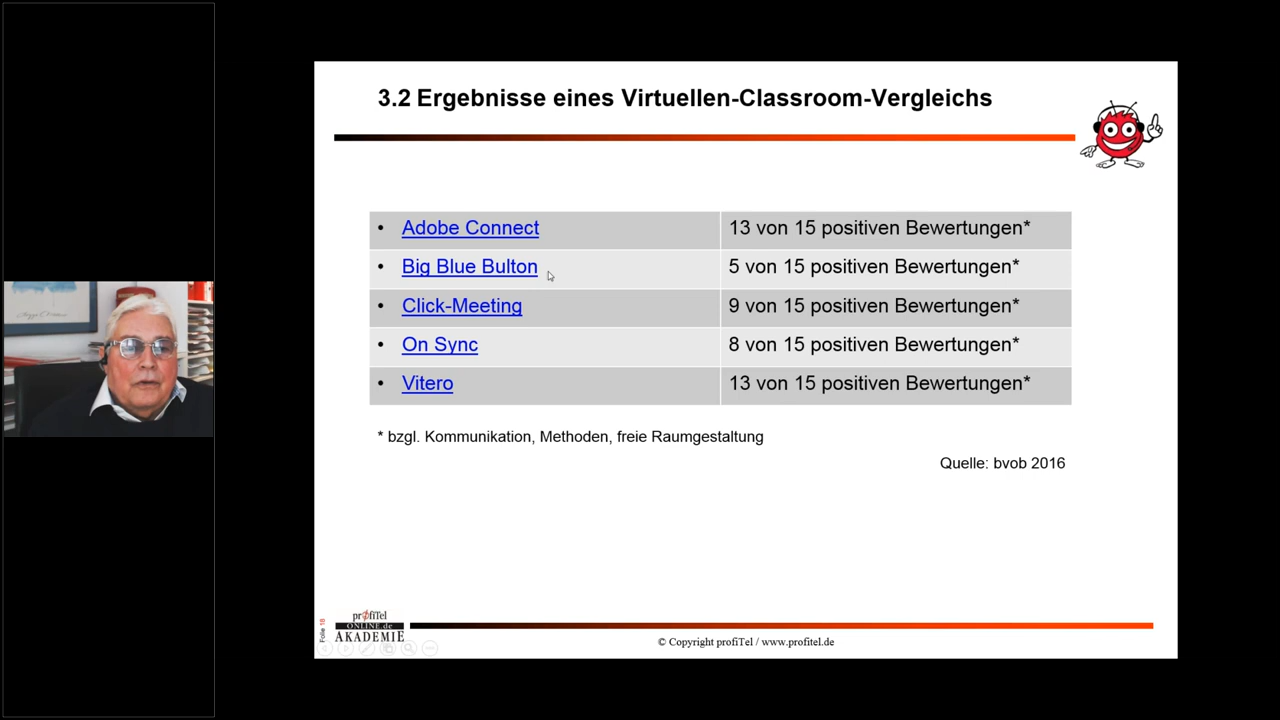 3.2 Ergebnisse eines Virtuellen-Classroom-Vergleichs
• Adobe Connect 13 von 15 positiven Bewertungen*
• Big Blue Bulton 5 von 15 positiven Bewertungen*
• Click-Meeting 9 von 15 positiven Bewertungen*
• On Sync 8 von 15 positiven Bewertungen*
• Vitero 13 von 15 positiven Bewertungen*
* bzgl. Kommunikation, Methoden, freie Raumgestaltung
Quelle: bvob 2016
Folie 18
profiTel
ONLINE.de
AKADEMIE
© Copyright profiTel / www.profitel.de